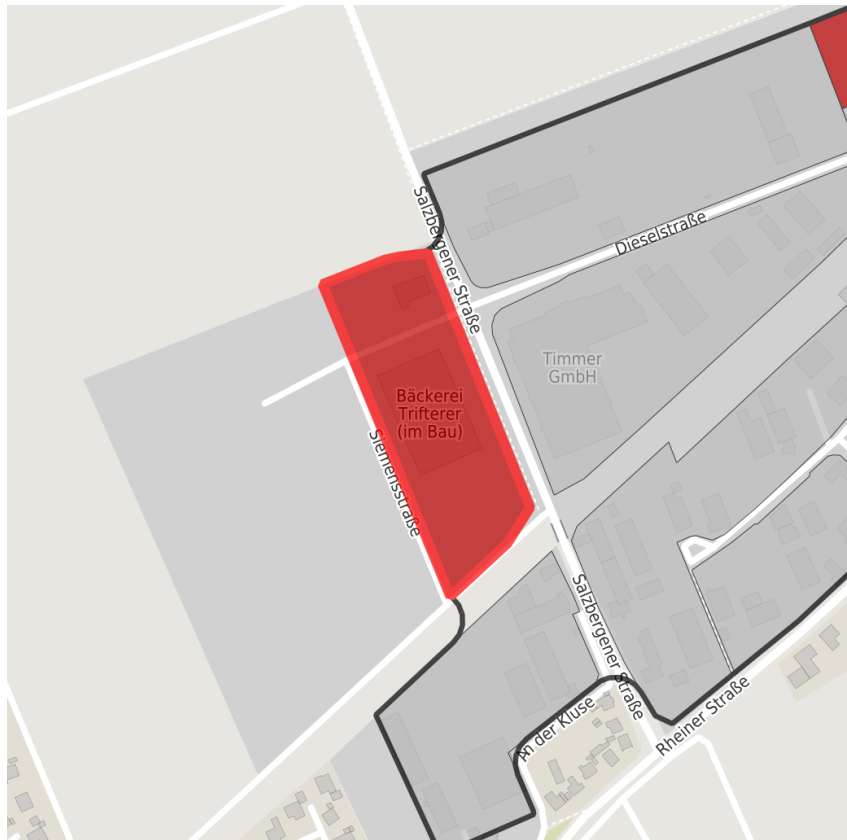 Salzbergener Straße
Dieselstraße
Timmer
GmbH
Bäckerei
Trifterer
(im Bau)
Siemensstraße
Salzbergener Straße
An der Kluse
Rheiner Straße